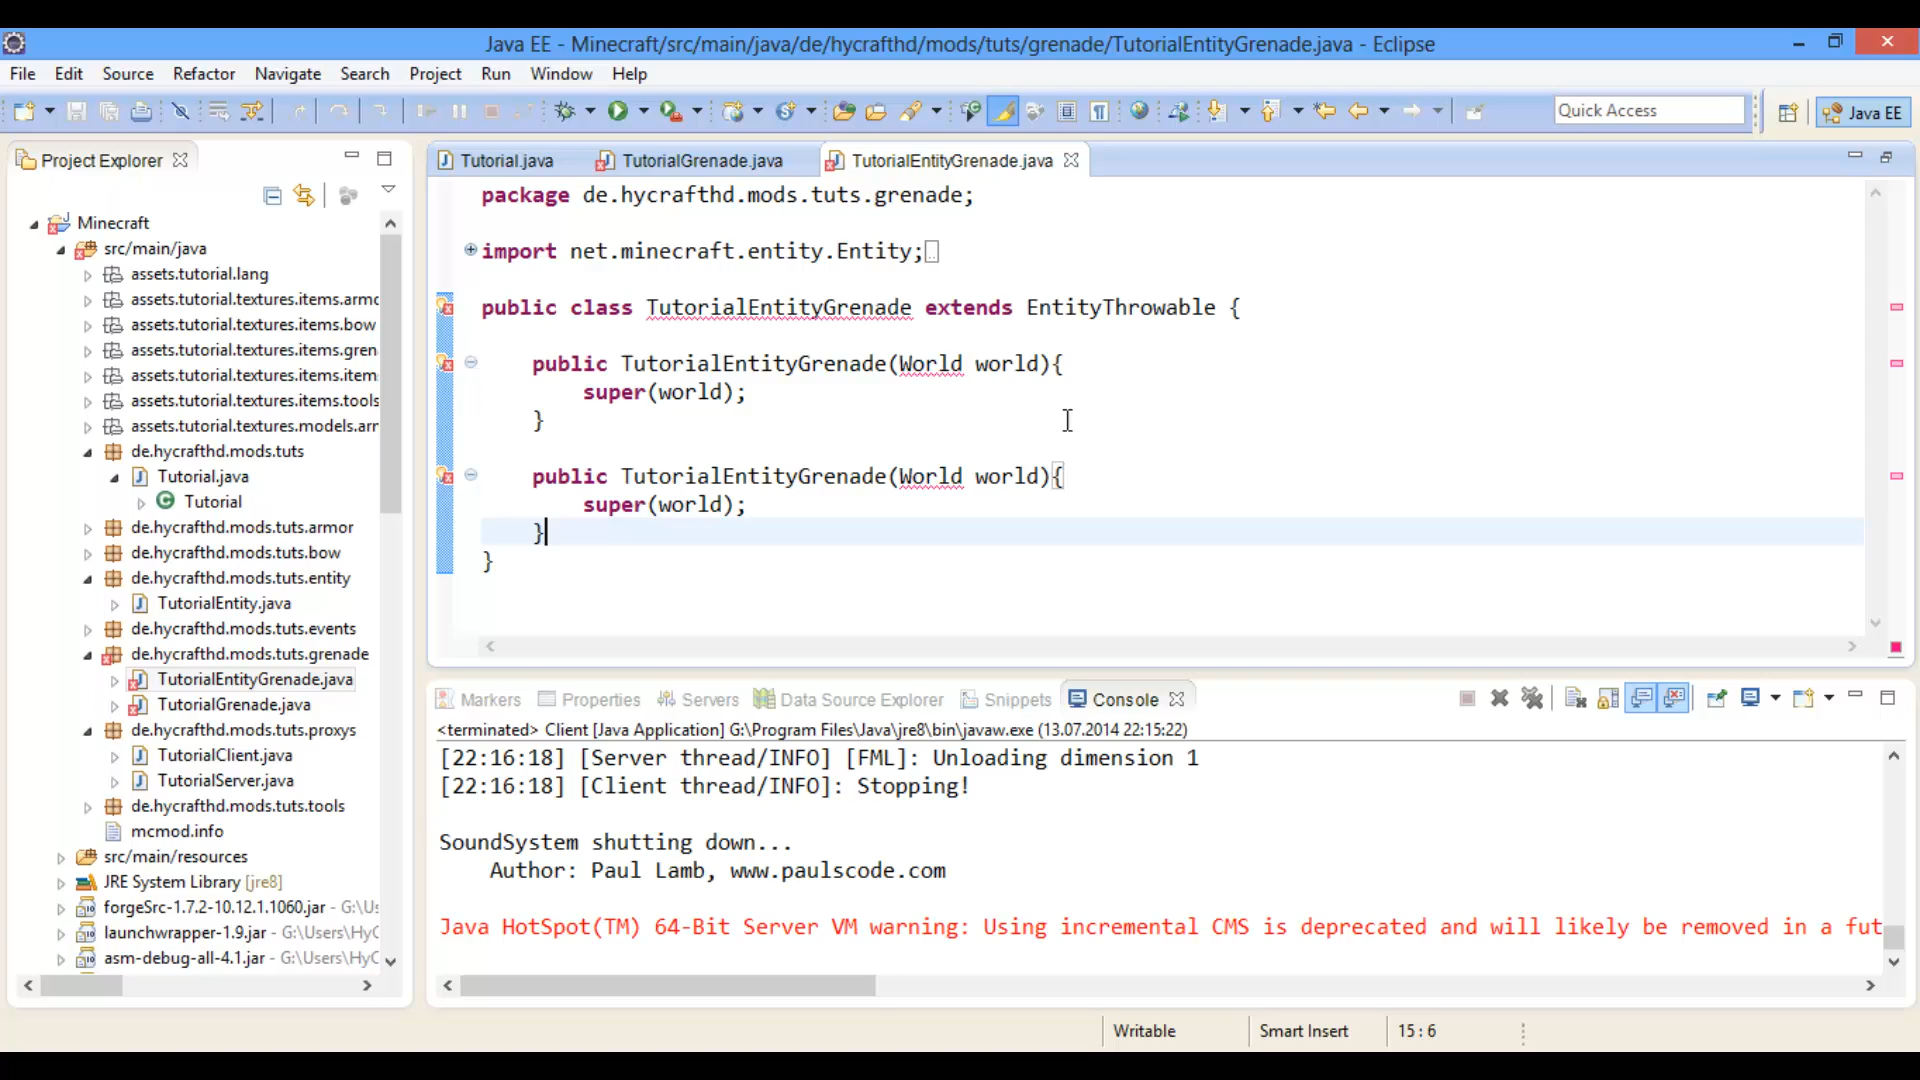 Java EE - Minecraft/src/main/java/de/hycrafthd/mods/tuts/grenade/TutorialEntityGrenade.java - Eclipse
File Edit Source Refactor Navigate Search Project Run Window Help
Quick Access
Java EE
Project Explorer
Minecraft
src/main/java
assets.tutorial.lang
assets.tutorial.textures.items.armo
assets.tutorial.textures.items.bow
assets.tutorial.textures.items.gren
assets.tutorial.textures.items.item
assets.tutorial.textures.items.tools
assets.tutorial.textures.models.arr
de.hycrafthd.mods.tuts
Tutorial.java
Tutorial
de.hycrafthd.mods.tuts.armor
de.hycrafthd.mods.tuts.bow
de.hycrafthd.mods.tuts.entity
TutorialEntity.java
de.hycrafthd.mods.tuts.events
de.hycrafthd.mods.tuts.grenade
TutorialEntityGrenade.java
TutorialGrenade.java
de.hycrafthd.mods.tuts.proxys
TutorialClient.java
TutorialServer.java
de.hycrafthd.mods.tuts.tools
mcmod.info
src/main/resources
JRE System Library [jre8]
forgeSrc-1.7.2-10.12.1.1060.jar - G:\Us
launchwrapper-1.9.jar - G:\Users\HyC
asm-debug-all-4.1.jar - G:\Users\HyC
Tutorial.java TutorialGrenade.java TutorialEntityGrenade.java
package de.hycrafthd.mods.tuts.grenade;
import net.minecraft.entity.Entity;
public class TutorialEntityGrenade extends EntityThrowable {
public TutorialEntityGrenade(World world){
super(world);
}
public TutorialEntityGrenade(World world){
super(world);
}
}
Markers Properties Servers Data Source Explorer Snippets Console
<terminated> Client [Java Application] G:\Program Files\Java\jre8\bin\javaw.exe (13.07.2014 22:15:22)
[22:16:18] [Server thread/INFO] [FML]: Unloading dimension 1
[22:16:18] [Client thread/INFO]: Stopping!
SoundSystem shutting down...
Author: Paul Lamb, www.paulscode.com
Java HotSpot(TM) 64-Bit Server VM warning: Using incremental CMS is deprecated and will likely be removed in a fut
Writable Smart Insert 15 : 6